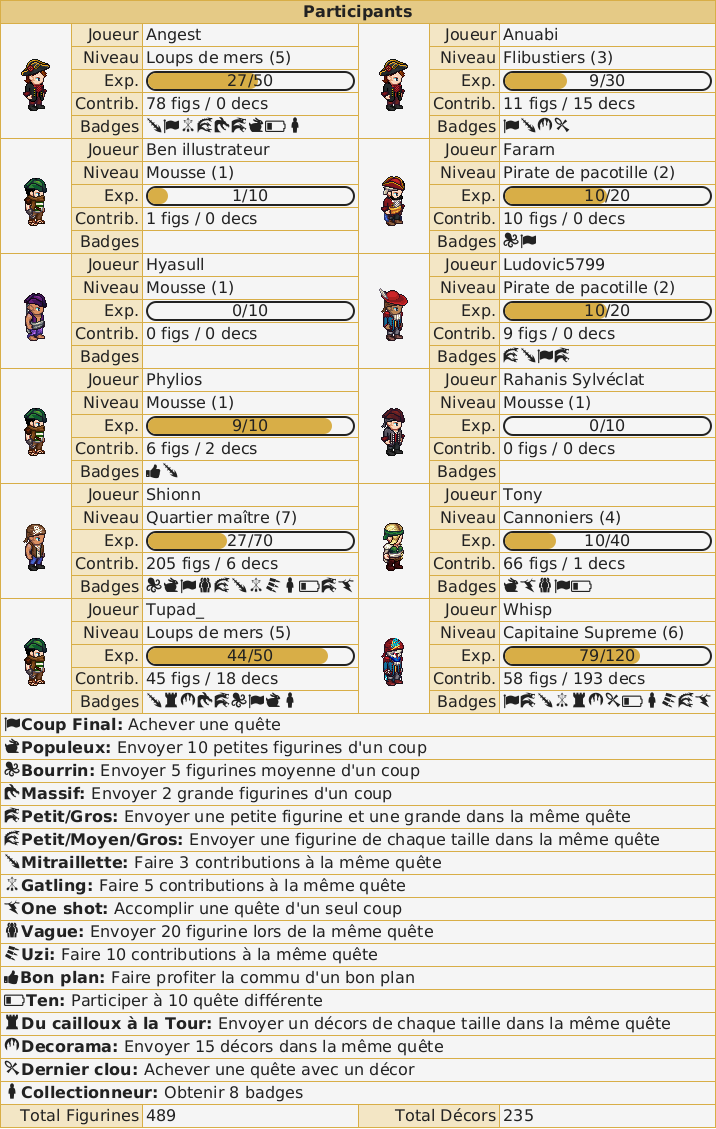 Participants
Joueur Angest
Niveau Loups de mers (5)
Exp. 27/50
Contrib. 78 figs / 0 decs
Badges
Joueur Anuabi
Niveau Flibustiers (3)
Exp. 9/30
Contrib. 11 figs / 15 decs
Badges
Joueur Ben illustrateur
Niveau Mousse (1)
Exp. 1/10
Contrib. 1 figs / 0 decs
Badges
Joueur Fararn
Niveau Pirate de pacotille (2)
Exp. 10/20
Contrib. 10 figs / 0 decs
Badges
Joueur Hyasull
Niveau Mousse (1)
Exp. 0/10
Contrib. 0 figs / 0 decs
Badges
Joueur Ludovic5799
Niveau Pirate de pacotille (2)
Exp. 10/20
Contrib. 9 figs / 0 decs
Badges
Joueur Phylios
Niveau Mousse (1)
Exp. 9/10
Contrib. 6 figs / 2 decs
Badges
Joueur Rahanis Sylvéclat
Niveau Mousse (1)
Exp. 0/10
Contrib. 0 figs / 0 decs
Badges
Joueur Shionn
Niveau Quartier maître (7)
Exp. 27/70
Contrib. 205 figs / 6 decs
Badges
Joueur Tony
Niveau Cannoniers (4)
Exp. 10/40
Contrib. 66 figs / 1 decs
Badges
Joueur Tupad_
Niveau Loups de mers (5)
Exp. 44/50
Contrib. 45 figs / 18 decs
Badges
Joueur Whisp
Niveau Capitaine Supreme (6)
Exp. 79/120
Contrib. 58 figs / 193 decs
Badges
Coup Final: Achever une quête
Populeux: Envoyer 10 petites figurines d'un coup
Bourrin: Envoyer 5 figurines moyenne d'un coup
Massif: Envoyer 2 grande figurines d'un coup
Petit/Gros: Envoyer une petite figurine et une grande dans la même quête
Petit/Moyen/Gros: Envoyer une figurine de chaque taille dans la même quête
Mitraillette: Faire 3 contributions à la même quête
Gatling: Faire 5 contributions à la même quête
One shot: Accomplir une quête d'un seul coup
Vague: Envoyer 20 figurine lors de la même quête
Uzi: Faire 10 contributions à la même quête
Bon plan: Faire profiter la commu d'un bon plan
Ten: Participer à 10 quête différente
Du cailloux à la Tour: Envoyer un décors de chaque taille dans la même quête
Decorama: Envoyer 15 décors dans la même quête
Dernier clou: Achever une quête avec un décor
Collectionneur: Obtenir 8 badges
Total Figurines 489
Total Décors 235